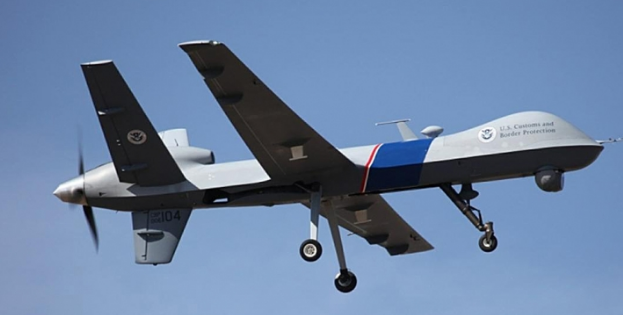 U.S. Customs and
Border Protection
104